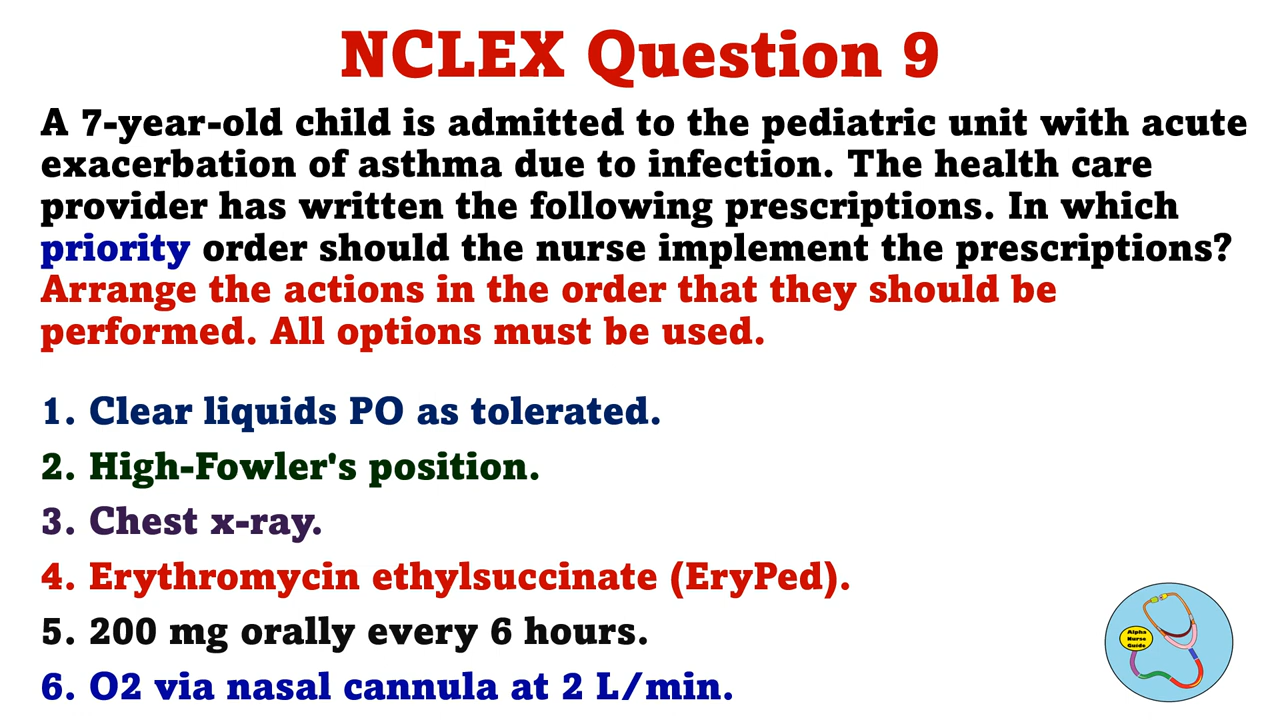 NCLEX Question 9
A 7-year-old child is admitted to the pediatric unit with acute
exacerbation of asthma due to infection. The health care
provider has written the following prescriptions. In which
priority order should the nurse implement the prescriptions?
Arrange the actions in the order that they should be
performed. All options must be used.
1. Clear liquids PO as tolerated.
2. High-Fowler's position.
3. Chest x-ray.
4. Erythromycin ethylsuccinate (EryPed).
5. 200 mg orally every 6 hours.
6. O2 via nasal cannula at 2 L/min.
Alpha
Nurse
Guide